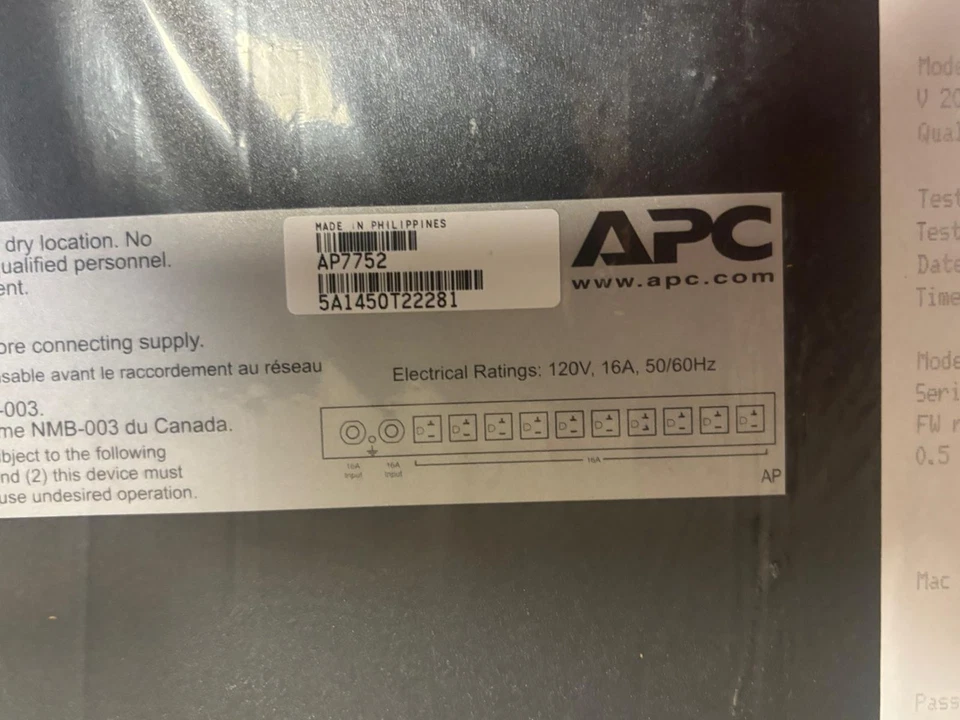 dry location. No
ualified personnel.
ent.
ore connecting supply.
sable avant le raccordement au réseau
-003.
me NMB-003 du Canada.
bject to the following
nd (2) this device must
use undesired operation.
MADE IN PHILIPPINES
AP7752
5A1450T22281
APC
www.apc.com
Electrical Ratings: 120V, 16A, 50/60Hz
16A
Input
16A
Input
16A
AP
Mode
V 20
Qual
Test
Test
Date
Time
Mode
Seri
FW r
0.5
Mac
Pass